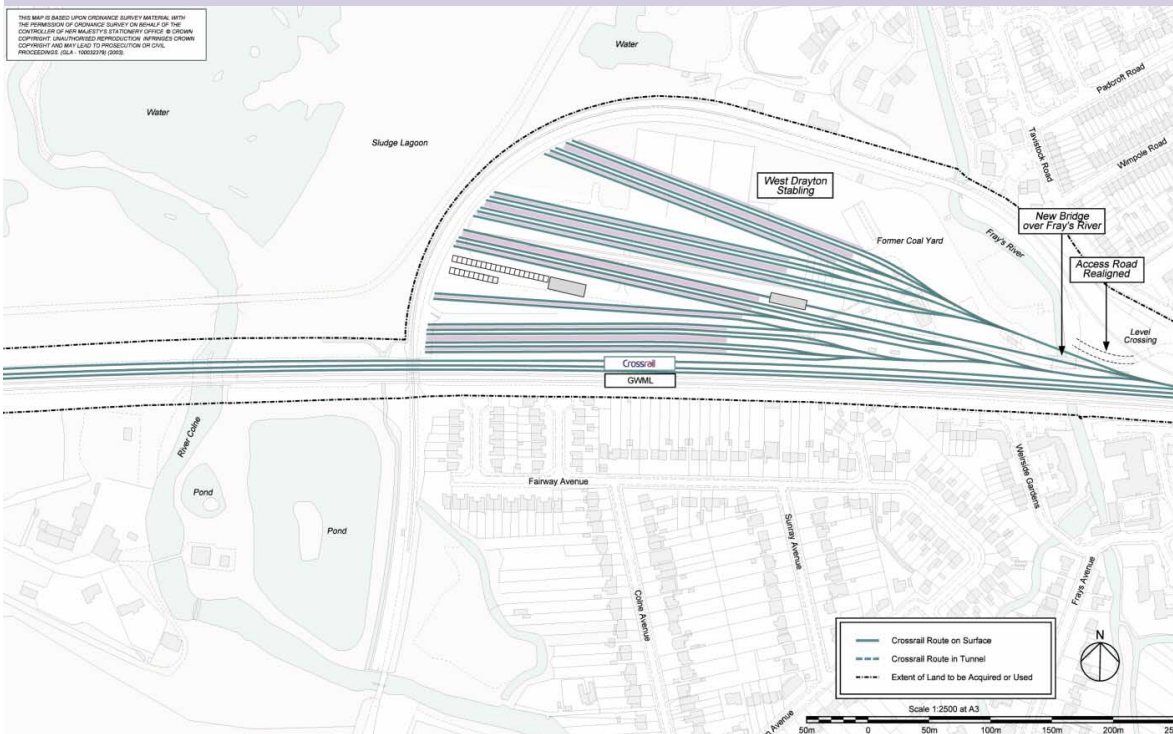 THIS MAP IS BASED UPON ORDNANCE SURVEY MATERIAL WITH
THE PERMISSION OF ORDNANCE SURVEY ON BEHALF OF THE
CONTROLLER OF HER MAJESTY'S STATIONERY OFFICE © CROWN
COPYRIGHT. UNAUTHORISED REPRODUCTION INFRINGES CROWN
COPYRIGHT AND MAY LEAD TO PROSECUTION OR CIVIL
PROCEEDINGS. (GLA - 100032379) (2003).
Water
Water
Sludge Lagoon
Padcroft Road
Tavistock Road
Wimpole Road
West Drayton
Stabling
New Bridge
over Fray's River
Former Coal Yard
Fray's River
Access Road
Realigned
Level
Crossing
Crossrail
GWML
River Colne
Pond
Pond
Fairway Avenue
Weirside Gardens
Sunray Avenue
Colne Avenue
Frays Avenue
Avenue
Crossrail Route on Surface
Crossrail Route in Tunnel
Extent of Land to be Acquired or Used
N
Scale 1:2500 at A3
50m 0 50m 100m 150m 200m